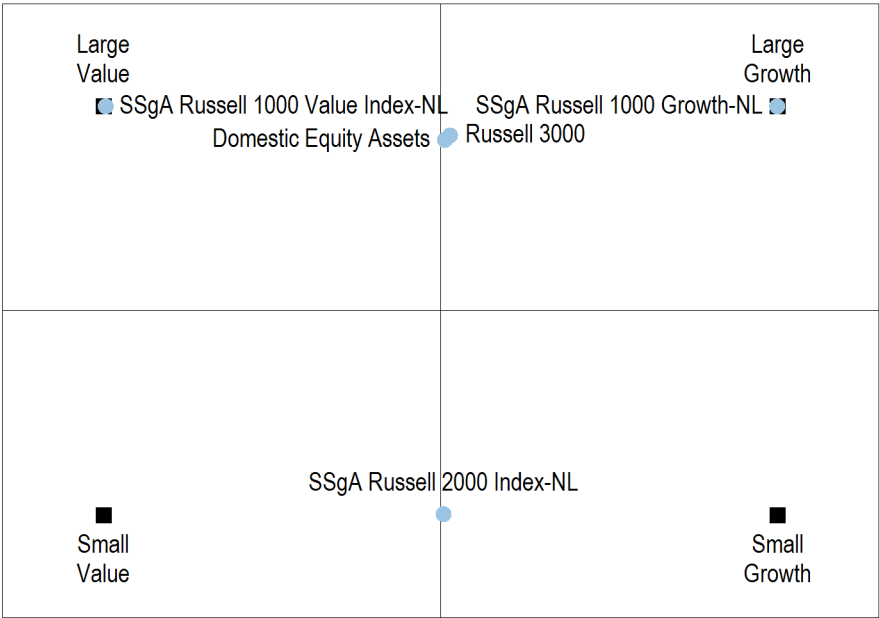 Large
Value
Large
Growth
SSgA Russell 1000 Value Index-NL
SSgA Russell 1000 Growth-NL
Domestic Equity Assets
Russell 3000
SSgA Russell 2000 Index-NL
Small
Value
Small
Growth